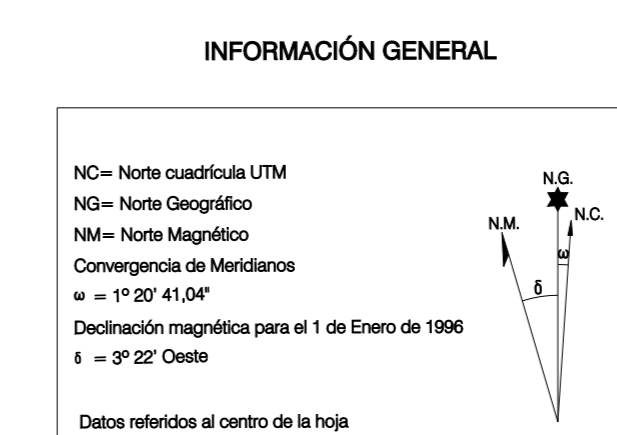 INFORMACIÓN GENERAL
NC= Norte cuadrícula UTM
NG= Norte Geográfico
NM= Norte Magnético
Convergencia de Meridianos
ω = 1º 20' 41,04"
Declinación magnética para el 1 de Enero de 1996
δ = 3º 22' Oeste
Datos referidos al centro de la hoja
N.G.
N.C.
N.M.
ω
δ